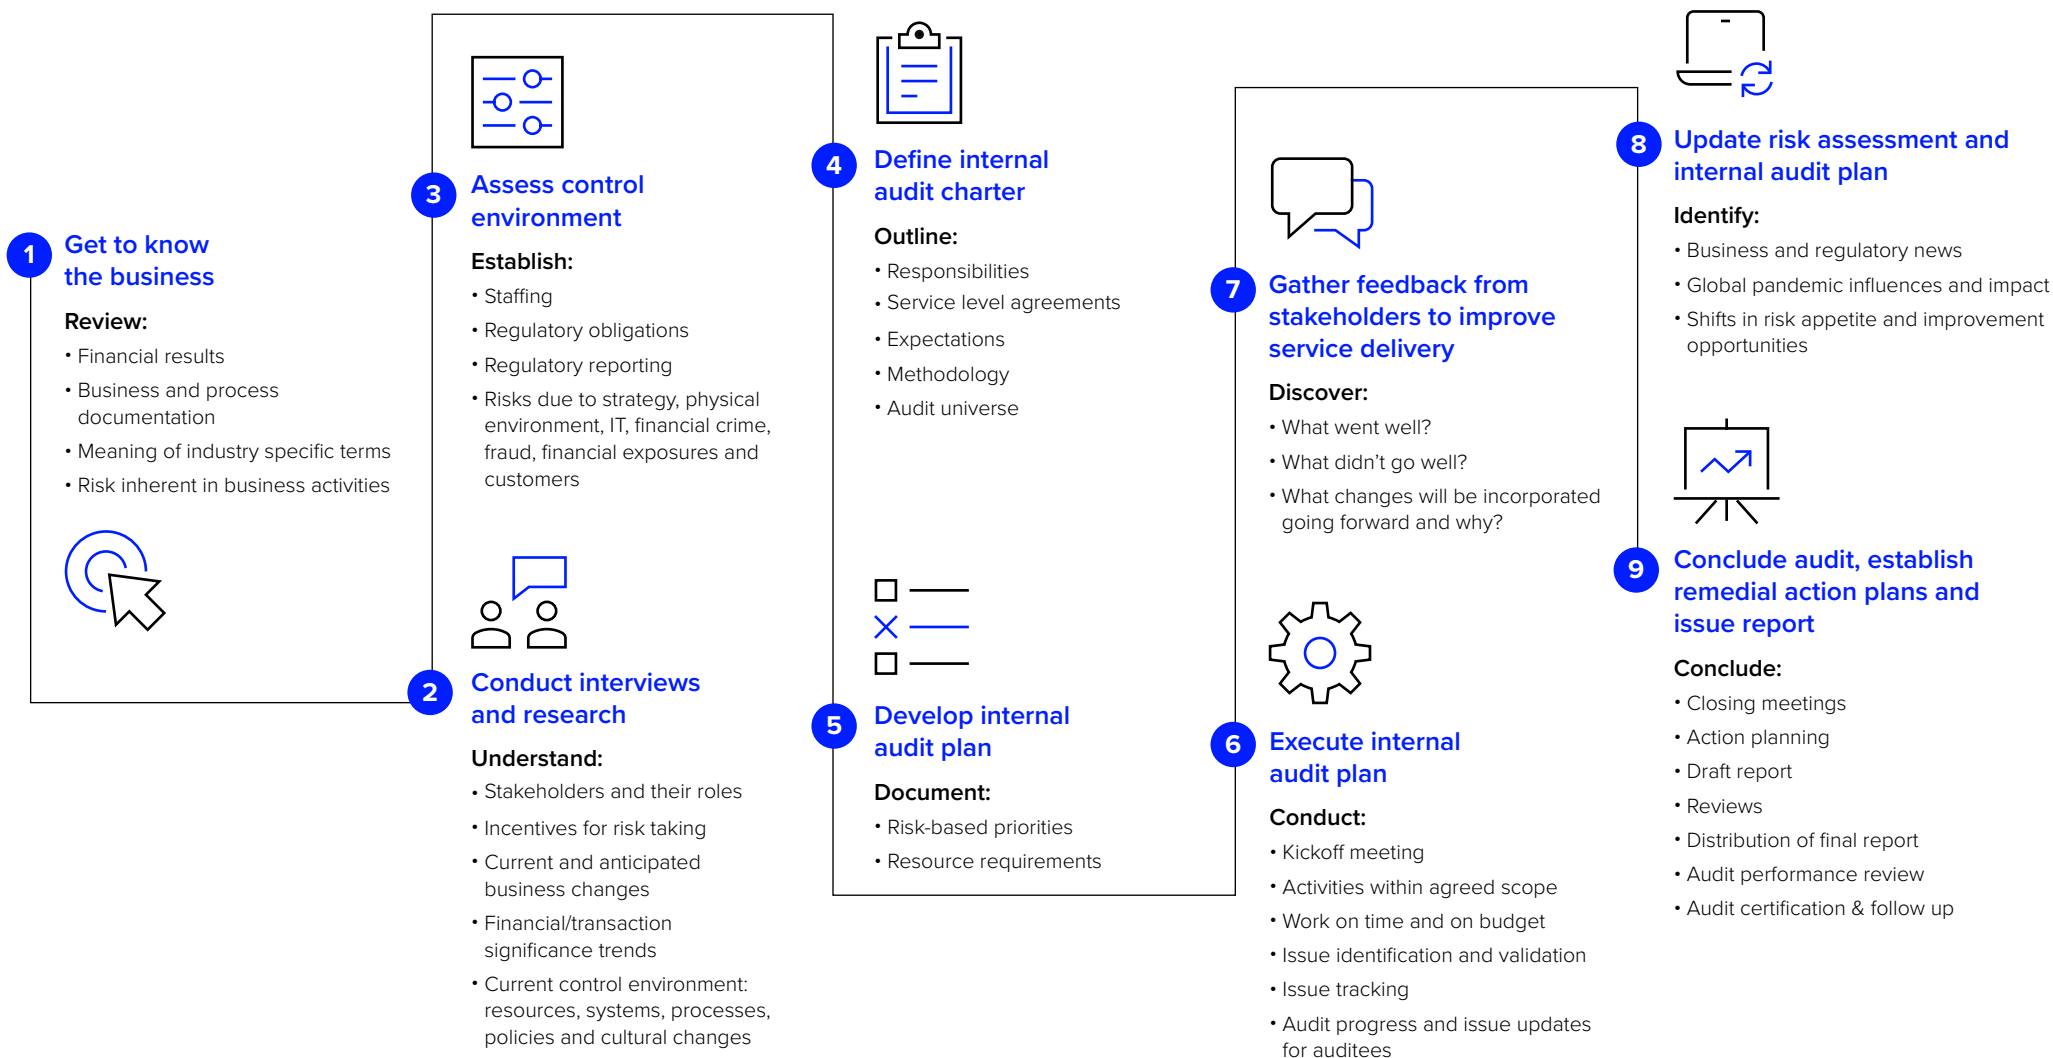 1
Get to know
the business
Review:
• Financial results
• Business and process
documentation
• Meaning of industry specific terms
• Risk inherent in business activities
2
Conduct interviews
and research
Understand:
• Stakeholders and their roles
• Incentives for risk taking
• Current and anticipated
business changes
• Financial/transaction
significance trends
• Current control environment:
resources, systems, processes,
policies and cultural changes
3
Assess control
environment
Establish:
• Staffing
• Regulatory obligations
• Regulatory reporting
• Risks due to strategy, physical
environment, IT, financial crime,
fraud, financial exposures and
customers
4
Define internal
audit charter
Outline:
• Responsibilities
• Service level agreements
• Expectations
• Methodology
• Audit universe
5
Develop internal
audit plan
Document:
• Risk-based priorities
• Resource requirements
6
Execute internal
audit plan
Conduct:
• Kickoff meeting
• Activities within agreed scope
• Work on time and on budget
• Issue identification and validation
• Issue tracking
• Audit progress and issue updates
for auditees
7
Gather feedback from
stakeholders to improve
service delivery
Discover:
• What went well?
• What didn’t go well?
• What changes will be incorporated
going forward and why?
8
Update risk assessment and
internal audit plan
Identify:
• Business and regulatory news
• Global pandemic influences and impact
• Shifts in risk appetite and improvement
opportunities
9
Conclude audit, establish
remedial action plans and
issue report
Conclude:
• Closing meetings
• Action planning
• Draft report
• Reviews
• Distribution of final report
• Audit performance review
• Audit certification & follow up